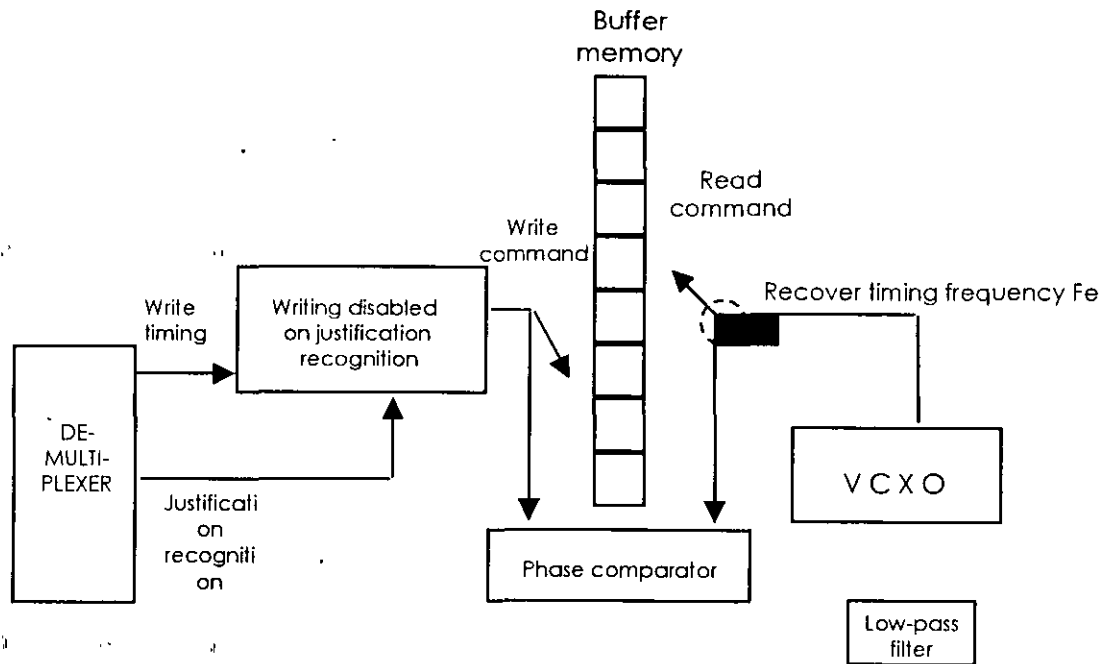 Buffer
memory
Read
command
Write
command
Recover timing frequency Fe
Write
timing
Writing disabled
on justification
recognition
DE-
MULTI-
PLEXER
VCXO
Justificati
on
recogniti
on
Phase comparator
Low-pass
filter